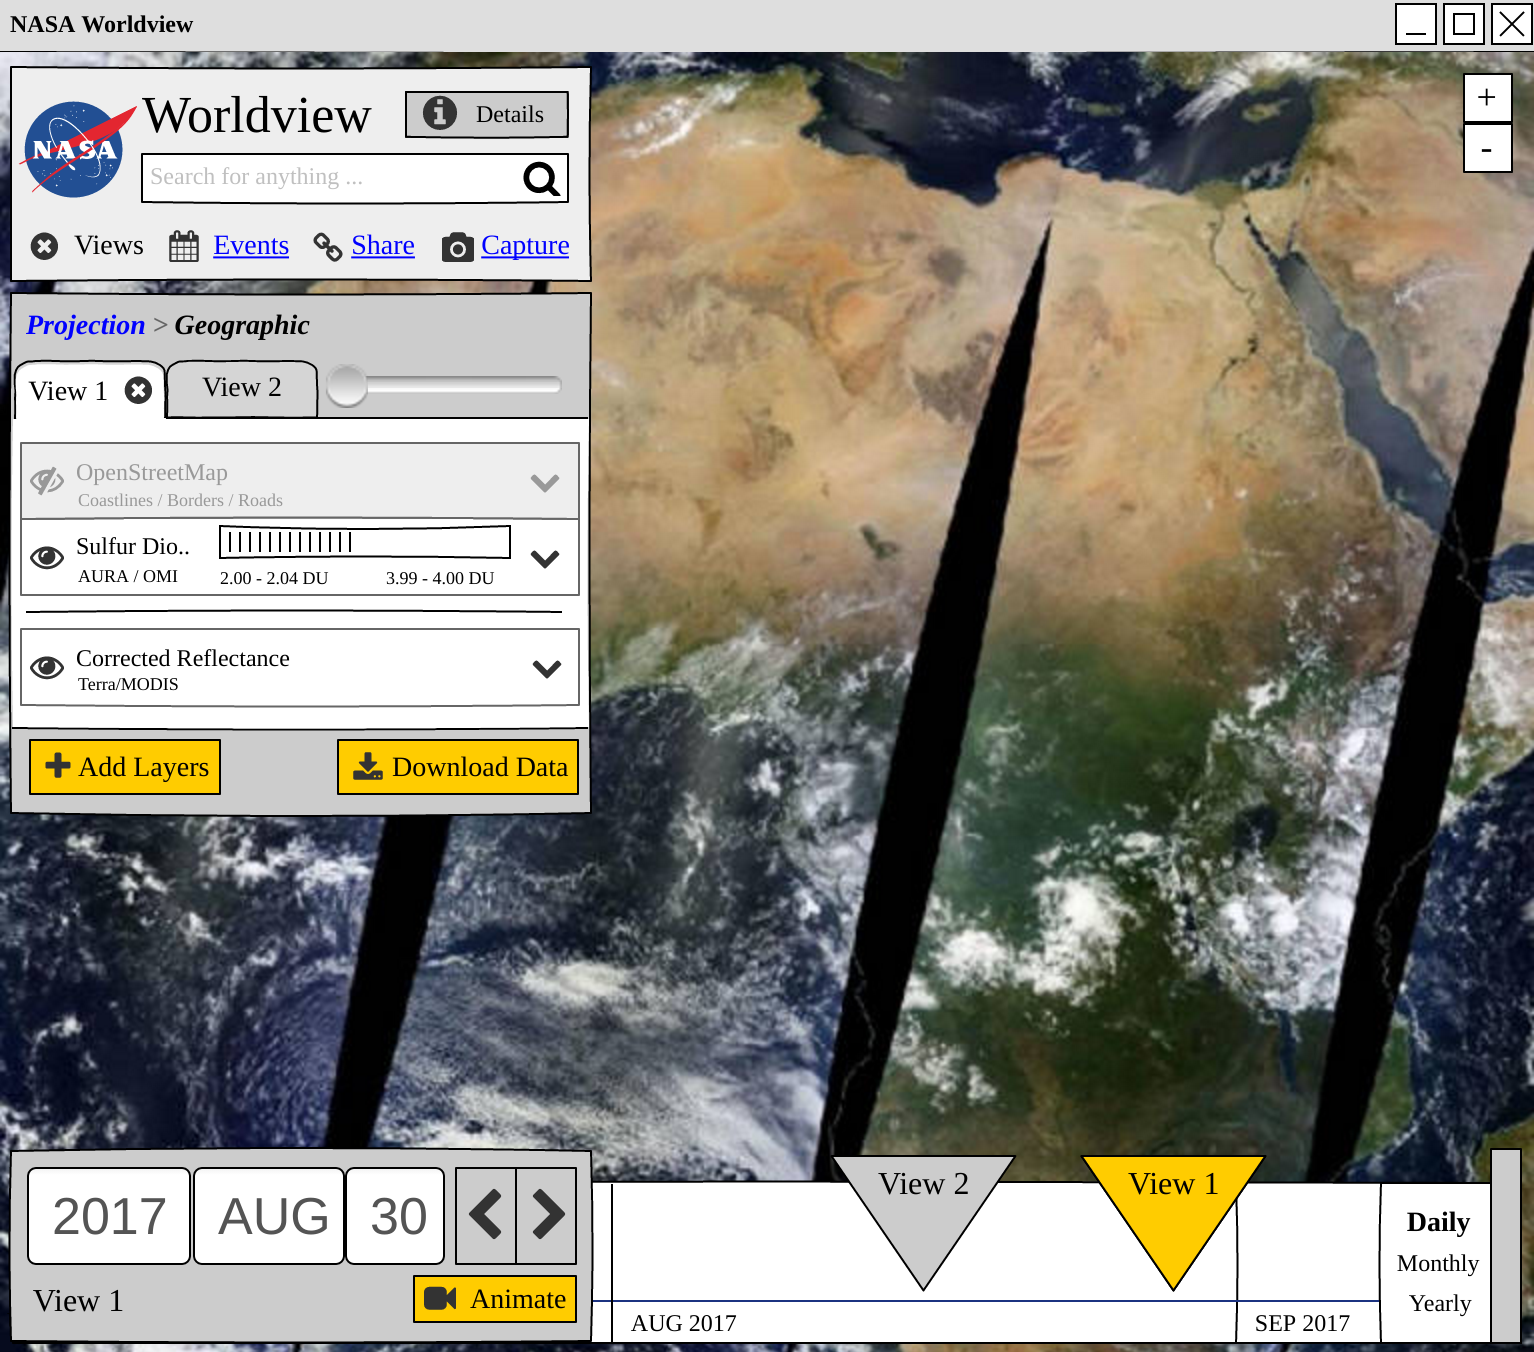 NASA Worldview
+
-
NASA
Worldview
Details
Search for anything ...
Views Events Share Capture
Projection > Geographic
View 1 View 2
OpenStreetMap
Coastlines / Borders / Roads
Sulfur Dio..
AURA / OMI 2.00 - 2.04 DU 3.99 - 4.00 DU
Corrected Reflectance
Terra/MODIS
Add Layers Download Data
2017 AUG 30
View 1 Animate
View 2 View 1
AUG 2017 SEP 2017
Daily
Monthly
Yearly